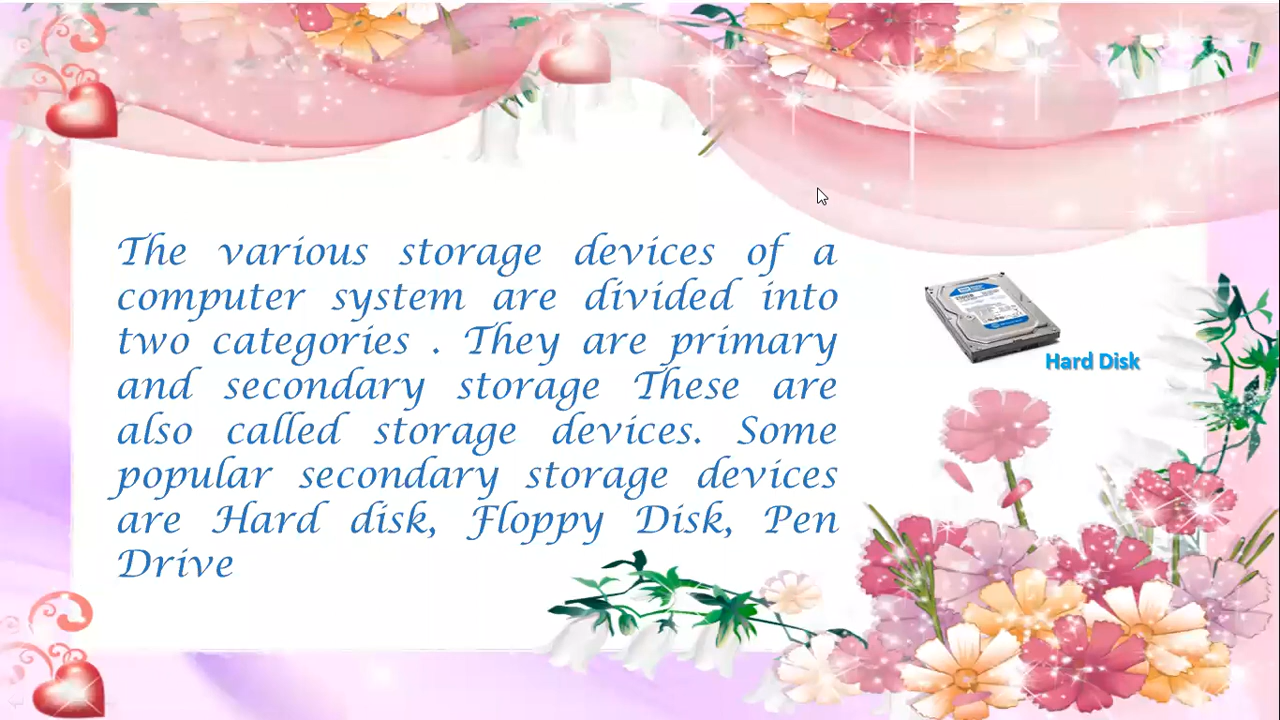 The various storage devices of a
computer system are divided into
two categories . They are primary
and secondary storage These are
also called storage devices. Some
popular secondary storage devices
are Hard disk, Floppy Disk, Pen
Drive
Hard Disk